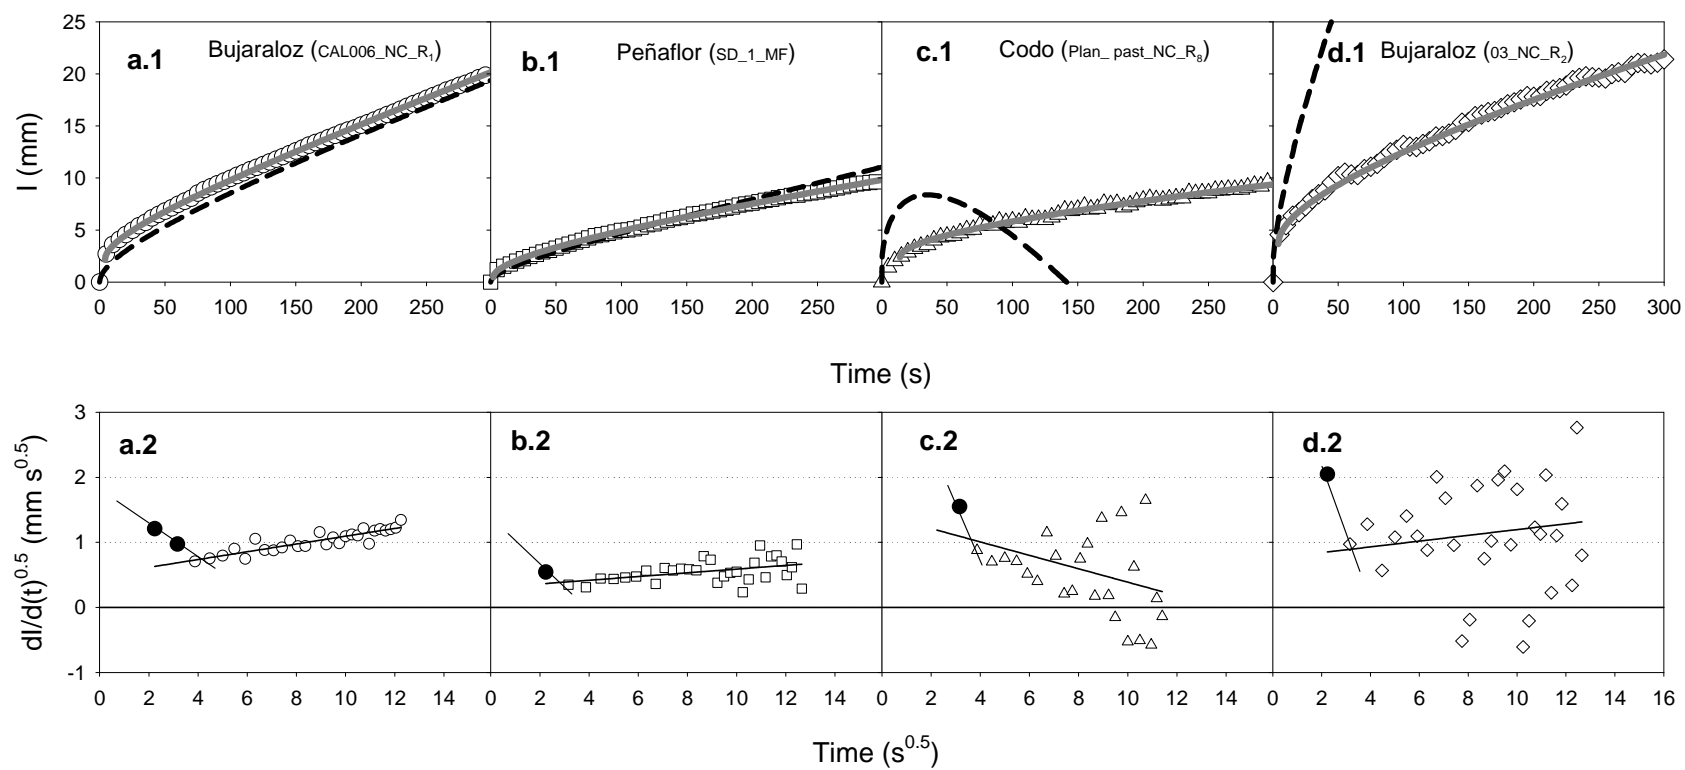 25
20
15
10
5
0
I (mm)
a.1 Bujaraloz (CAL006_NC_R1)
b.1 Peñaflor (SD_1_MF)
c.1 Codo (Plan_ past_NC_R8)
d.1 Bujaraloz (03_NC_R2)
0 50 100 150 200 250 0 50 100 150 200 250 0 50 100 150 200 250 0 50 100 150 200 250 300
Time (s)
3
2
1
0
-1
dI/d(t)0.5 (mm s0.5)
a.2 b.2 c.2 d.2
0 2 4 6 8 10 12 14 0 2 4 6 8 10 12 14 0 2 4 6 8 10 12 14 0 2 4 6 8 10 12 14 16
Time (s0.5)